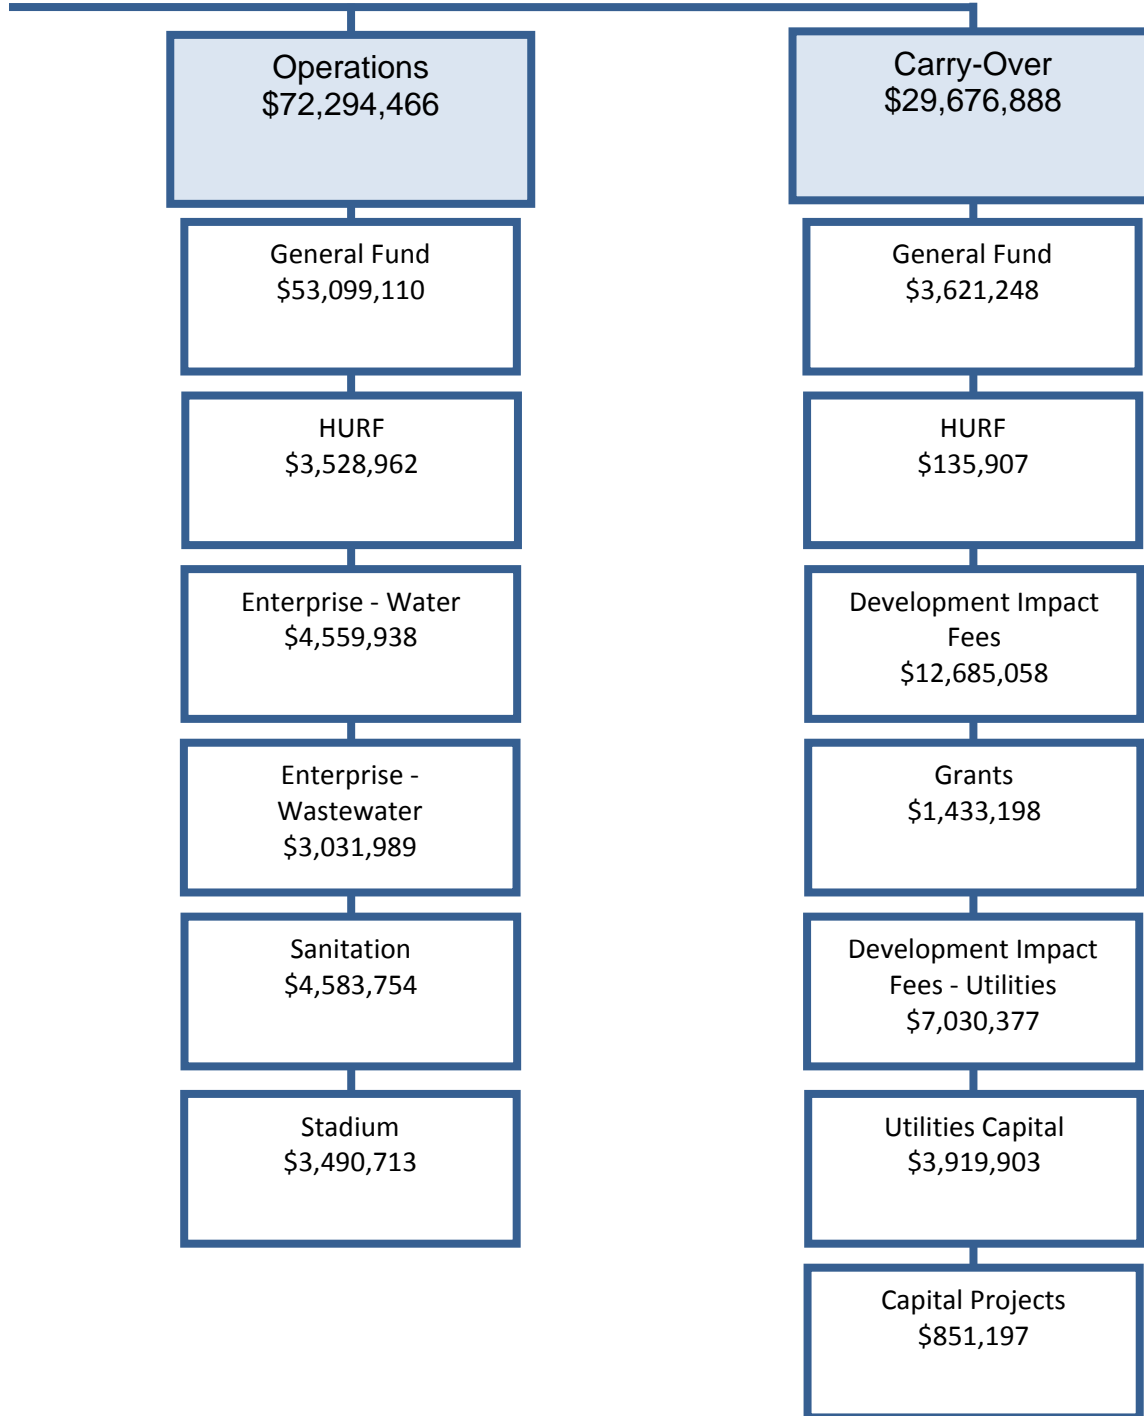 Operations
$72,294,466
General Fund
$53,099,110
HURF
$3,528,962
Enterprise - Water
$4,559,938
Enterprise -
Wastewater
$3,031,989
Sanitation
$4,583,754
Stadium
$3,490,713
Carry-Over
$29,676,888
General Fund
$3,621,248
HURF
$135,907
Development Impact
Fees
$12,685,058
Grants
$1,433,198
Development Impact
Fees - Utilities
$7,030,377
Utilities Capital
$3,919,903
Capital Projects
$851,197